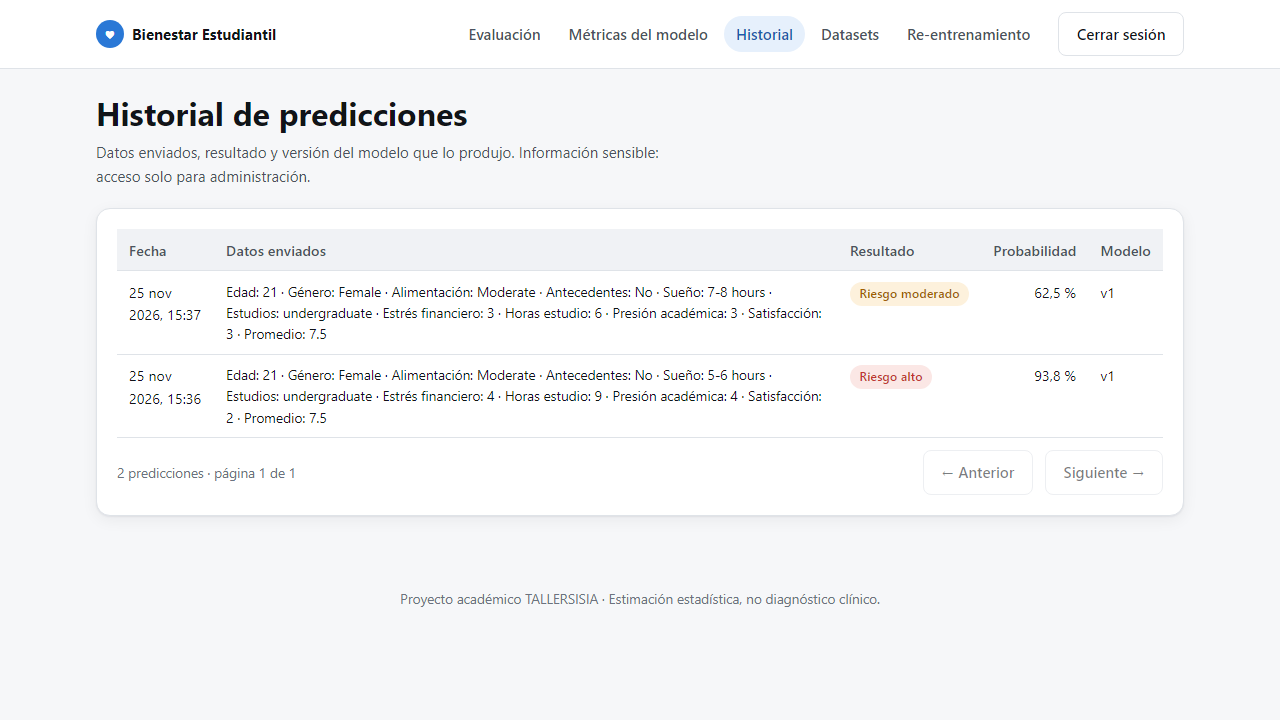 Bienestar Estudiantil
Evaluación
Métricas del modelo
Historial
Datasets
Re-entrenamiento
Cerrar sesión
Historial de predicciones
Datos enviados, resultado y versión del modelo que lo produjo. Información sensible:
acceso solo para administración.
Fecha
Datos enviados
Resultado
Probabilidad
Modelo
25 nov
2026, 15:37
Edad: 21 · Género: Female · Alimentación: Moderate · Antecedentes: No · Sueño: 7-8 hours ·
Estudios: undergraduate · Estrés financiero: 3 · Horas estudio: 6 · Presión académica: 3 · Satisfacción:
3 · Promedio: 7.5
Riesgo moderado
62,5 %
v1
25 nov
2026, 15:36
Edad: 21 · Género: Female · Alimentación: Moderate · Antecedentes: No · Sueño: 5-6 hours ·
Estudios: undergraduate · Estrés financiero: 4 · Horas estudio: 9 · Presión académica: 4 · Satisfacción:
2 · Promedio: 7.5
Riesgo alto
93,8 %
v1
2 predicciones · página 1 de 1
← Anterior
Siguiente →
Proyecto académico TALLERSISIA · Estimación estadística, no diagnóstico clínico.